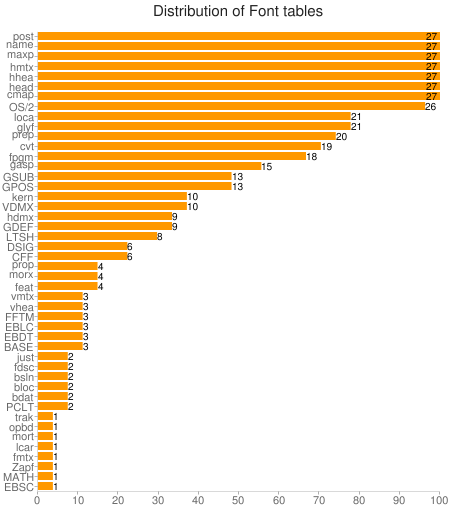 Distribution of Font tables
post 27
name 27
maxp 27
hmtx 27
hhea 27
head 27
cmap 27
OS/2 26
loca 21
glyf 21
prep 20
cvt 19
fpgm 18
gasp 15
GSUB 13
GPOS 13
kern 10
VDMX 10
hdmx 9
GDEF 9
LTSH 8
DSIG 6
CFF 6
prop 4
morx 4
feat 4
vmtx 3
vhea 3
FFTM 3
EBLC 3
EBDT 3
BASE 3
just 2
fdsc 2
bsln 2
bloc 2
bdat 2
PCLT 2
trak 1
opbd 1
mort 1
lcar 1
fmtx 1
Zapf 1
MATH 1
EBSC 1
0 10 20 30 40 50 60 70 80 90 100